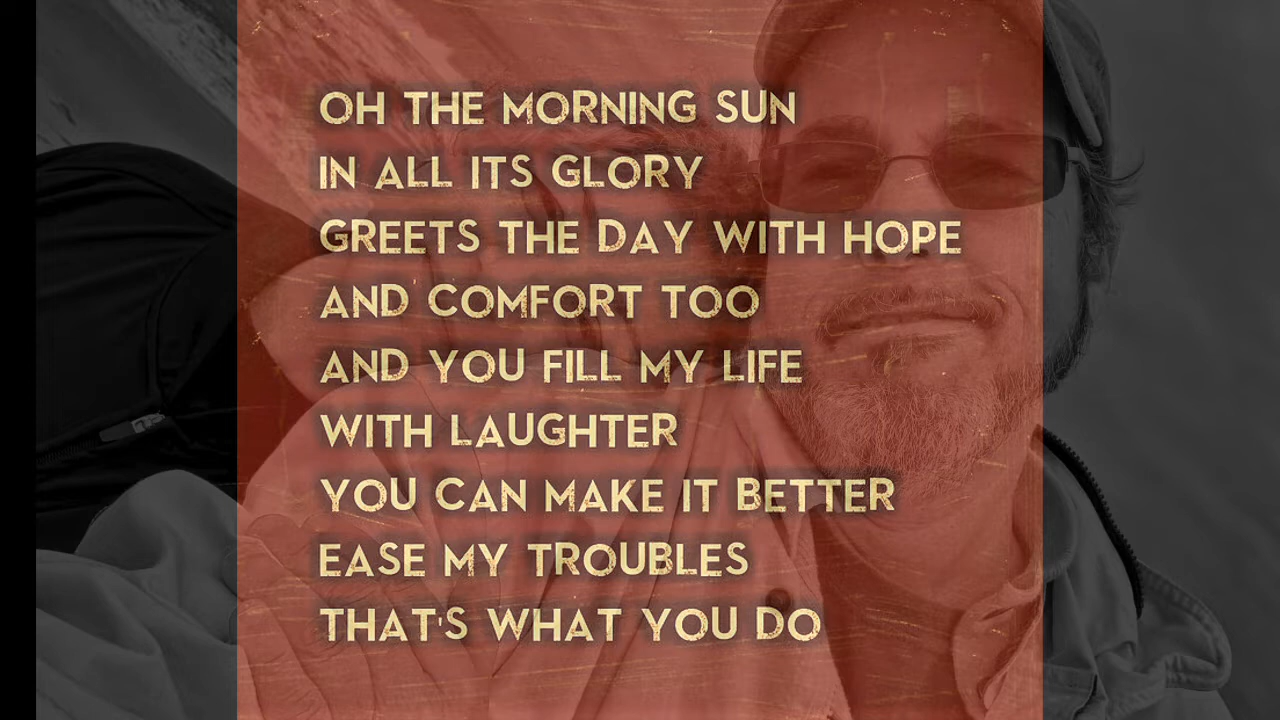 OH THE MORNING SUN
IN ALL ITS GLORY
GREETS THE DAY WITH HOPE
AND COMFORT TOO
AND YOU FILL MY LIFE
WITH LAUGHTER
YOU CAN MAKE IT BETTER
EASE MY TROUBLES
THAT'S WHAT YOU DO